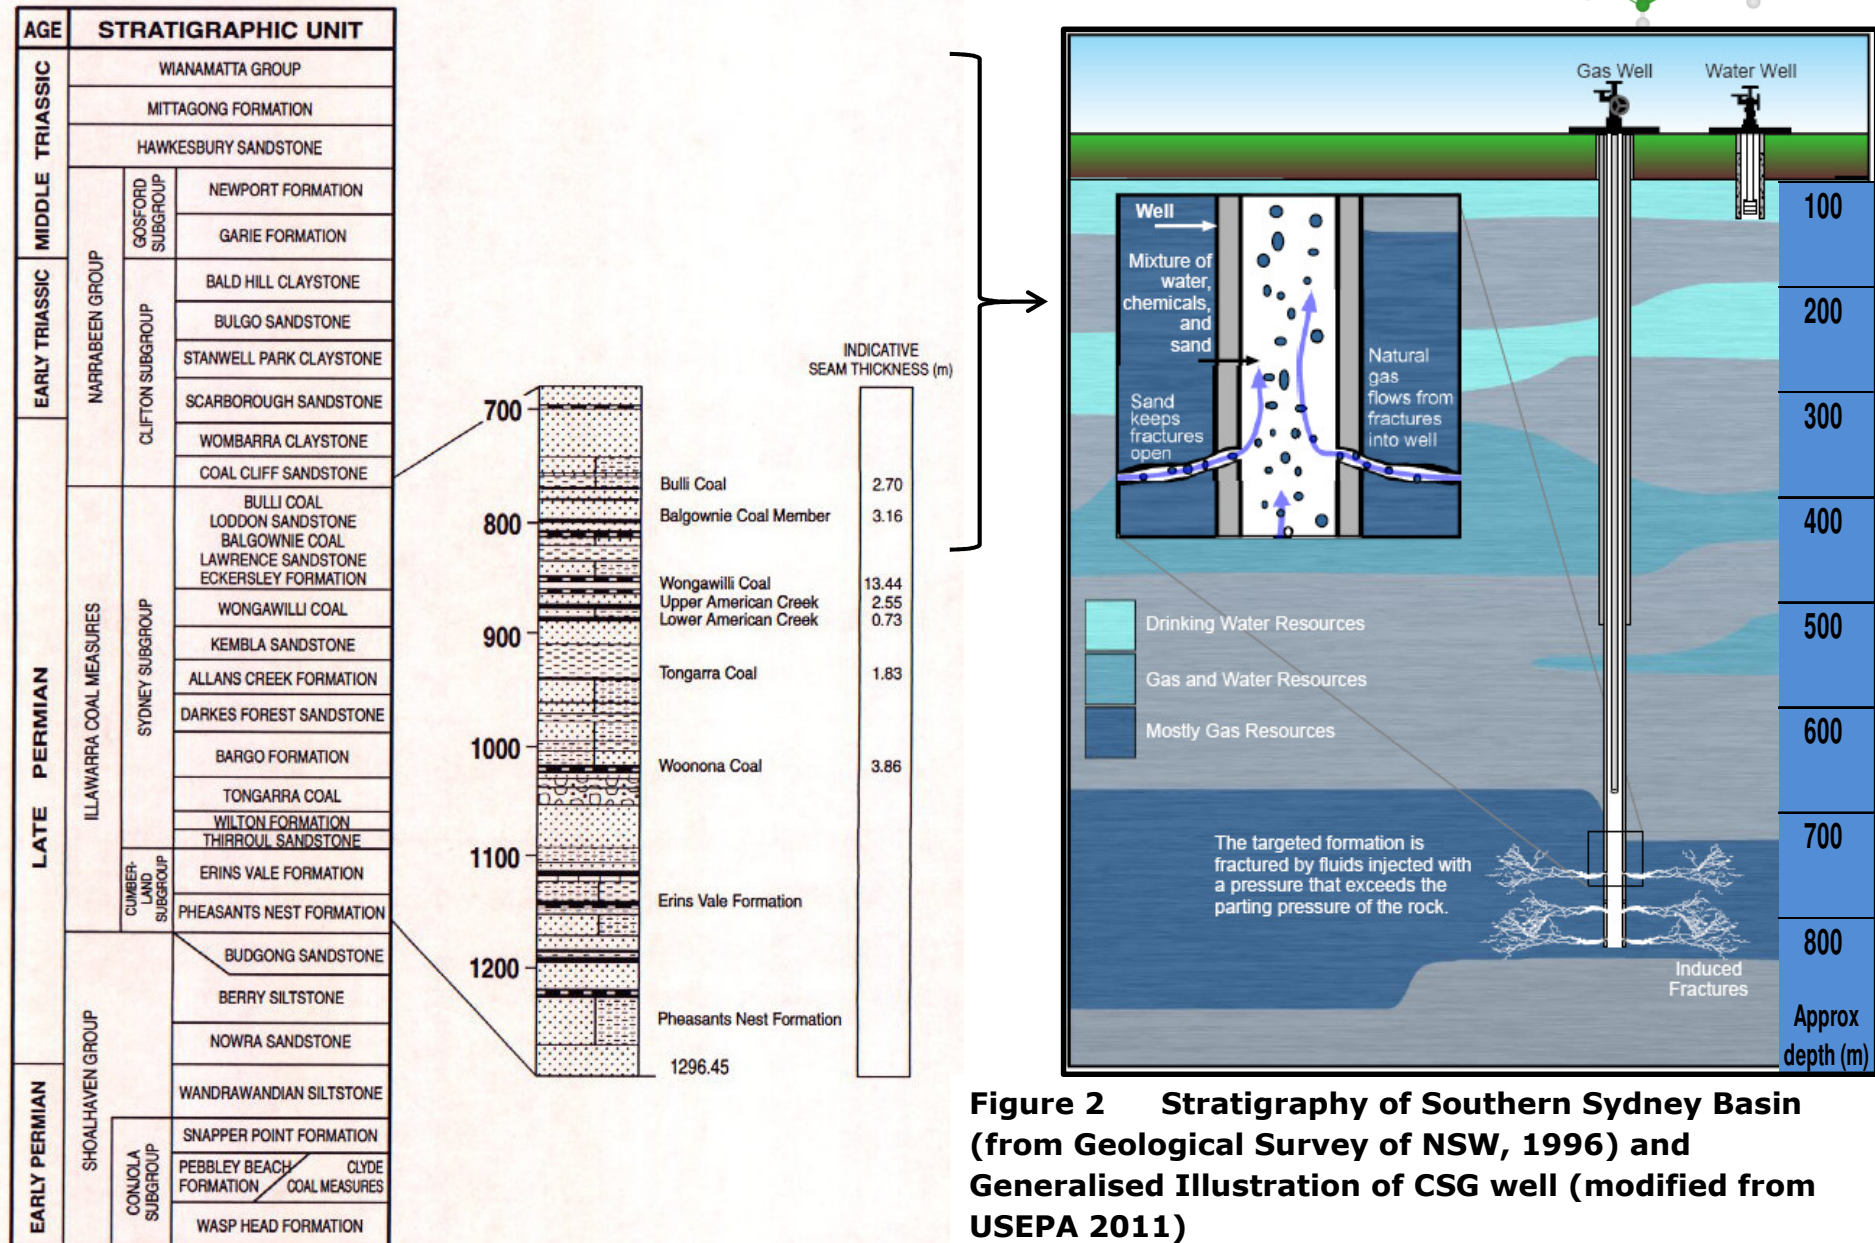 AGE
STRATIGRAPHIC UNIT
MIDDLE TRIASSIC
EARLY TRIASSIC
LATE PERMIAN
EARLY PERMIAN
WIANAMATTA GROUP
MITTAGONG FORMATION
HAWKESBURY SANDSTONE
NARRABEEN GROUP
GOSFORD
SUBGROUP
NEWPORT FORMATION
GARIE FORMATION
CLIFTON SUBGROUP
BALD HILL CLAYSTONE
BULGO SANDSTONE
STANWELL PARK CLAYSTONE
SCARBOROUGH SANDSTONE
WOMBARRA CLAYSTONE
COAL CLIFF SANDSTONE
ILLAWARRA COAL MEASURES
SYDNEY SUBGROUP
BULLI COAL
LODDON SANDSTONE
BALGOWNIE COAL
LAWRENCE SANDSTONE
ECKERSLEY FORMATION
WONGAWILLI COAL
KEMBLA SANDSTONE
ALLANS CREEK FORMATION
DARKES FOREST SANDSTONE
BARGO FORMATION
TONGARRA COAL
WILTON FORMATION
THIRROUL SANDSTONE
CUMBER-
LAND
SUBGROUP
ERINS VALE FORMATION
PHEASANTS NEST FORMATION
SHOALHAVEN GROUP
BUDGONG SANDSTONE
BERRY SILTSTONE
NOWRA SANDSTONE
WANDRAWANDIAN SILTSTONE
CONJOLA
SUBGROUP
SNAPPER POINT FORMATION
PEBBLEY BEACH
FORMATION
CLYDE
COAL MEASURES
WASP HEAD FORMATION
INDICATIVE
SEAM THICKNESS (m)
700
Bulli Coal 2.70
800
Balgownie Coal Member 3.16
Wongawilli Coal 13.44
Upper American Creek 2.55
Lower American Creek 0.73
900
Tongarra Coal 1.83
1000
Woonona Coal 3.86
1100
Erins Vale Formation
1200
Pheasants Nest Formation
1296.45
Gas Well
Water Well
Well
Mixture of
water,
chemicals,
and
sand
Sand
keeps
fractures
open
Natural
gas
flows from
fractures
into well
Drinking Water Resources
Gas and Water Resources
Mostly Gas Resources
The targeted formation is
fractured by fluids injected with
a pressure that exceeds the
parting pressure of the rock.
Induced
Fractures
100
200
300
400
500
600
700
800
Approx
depth (m)
Figure 2 Stratigraphy of Southern Sydney Basin
(from Geological Survey of NSW, 1996) and
Generalised Illustration of CSG well (modified from
USEPA 2011)